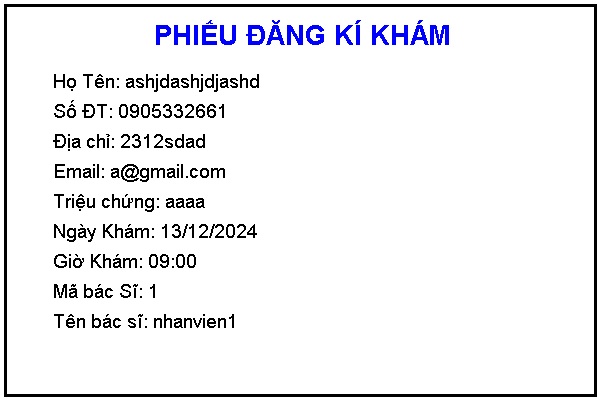 PHIẾU ĐĂNG KÍ KHÁM
Họ Tên: ashjdashjdjashd
Số ĐT: 0905332661
Địa chỉ: 2312sdad
Email: a@gmail.com
Triệu chứng: aaaa
Ngày Khám: 13/12/2024
Giờ Khám: 09:00
Mã bác Sĩ: 1
Tên bác sĩ: nhanvien1